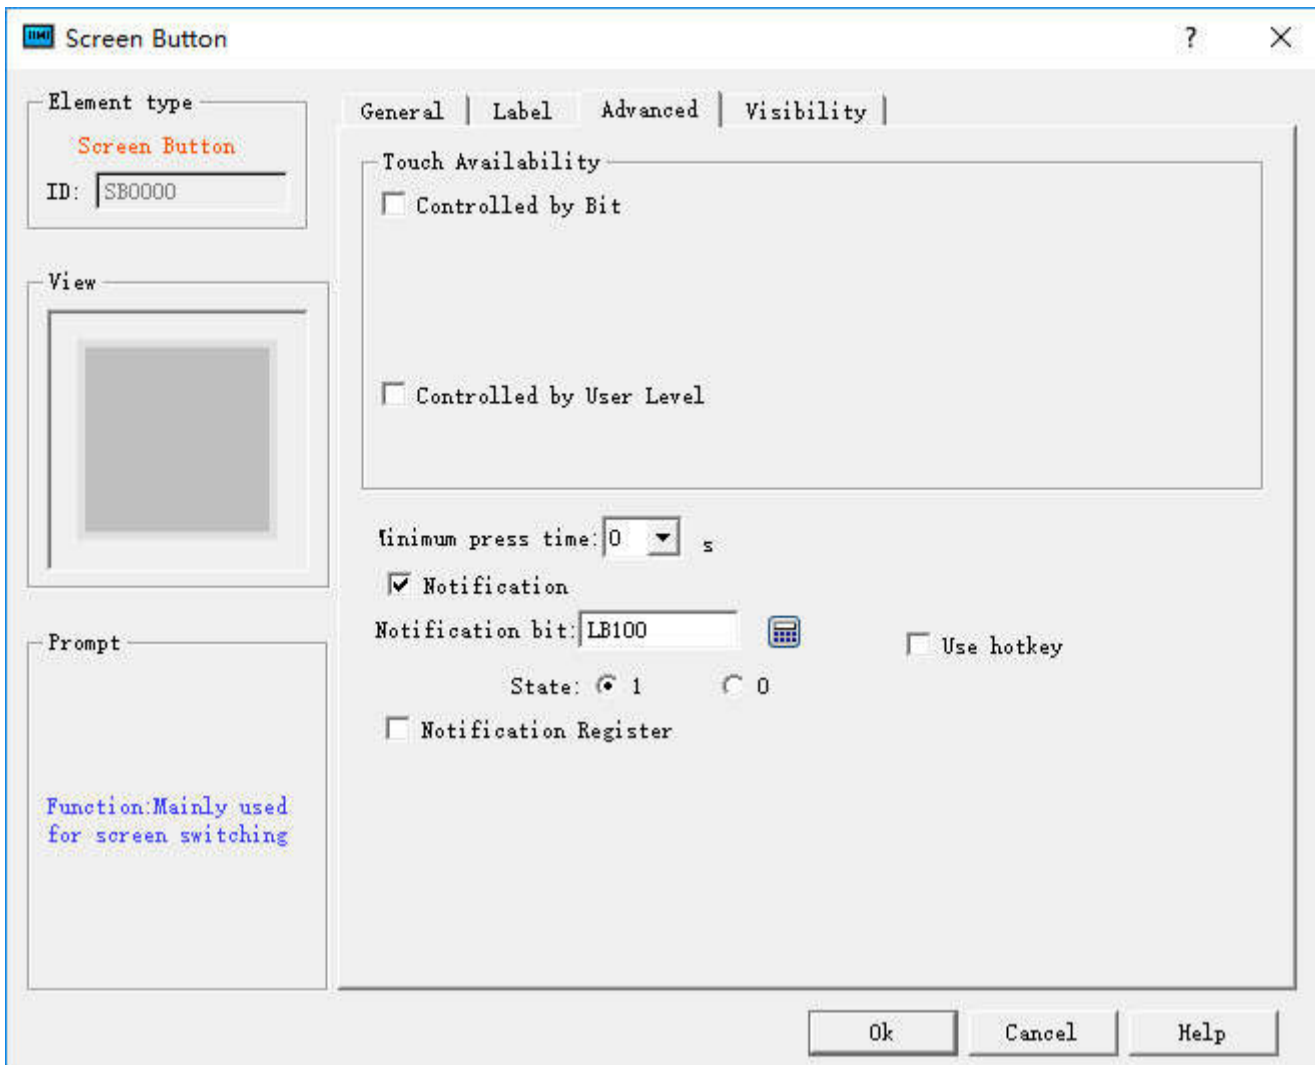 Screen Button
?
Element type
Screen Button
ID: SB0000
View
Prompt
Function:Mainly used
for screen switching
General
Label
Advanced
Visibility
Touch Availability
Controlled by Bit
Controlled by User Level
Minimum press time: 0 s
Notification
Notification bit: LB100
Use hotkey
State: 1 0
Notification Register
Ok
Cancel
Help